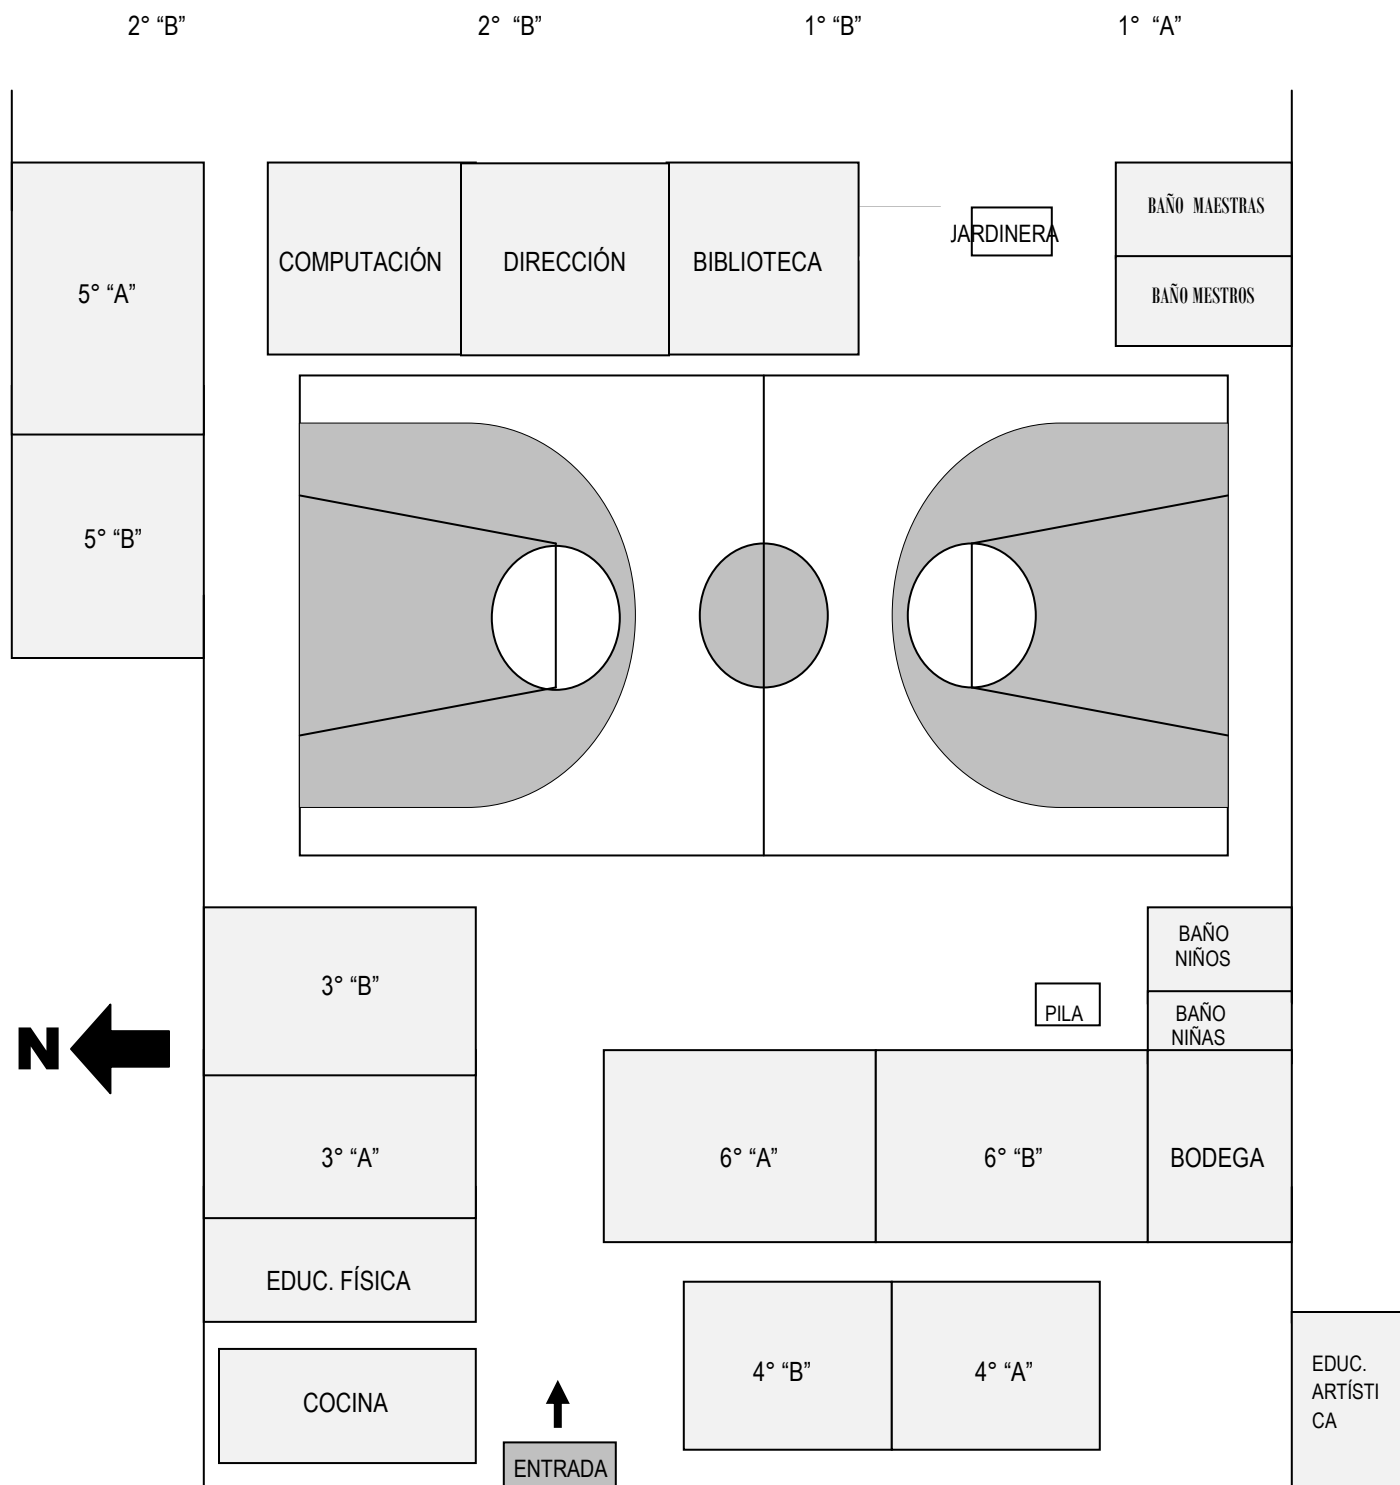 2° “B” 2° “B” 1° “B” 1° “A”
BAÑO MAESTRAS
JARDINERA
COMPUTACIÓN DIRECCIÓN BIBLIOTECA
5° “A”
BAÑO MESTROS
5° “B”
BAÑO
NIÑOS
3° “B”
PILA
BAÑO
NIÑAS
N
3° “A”
6° “A” 6° “B” BODEGA
EDUC. FÍSICA
4° “B” 4° “A”
EDUC.
ARTÍSTI
CA
COCINA
ENTRADA